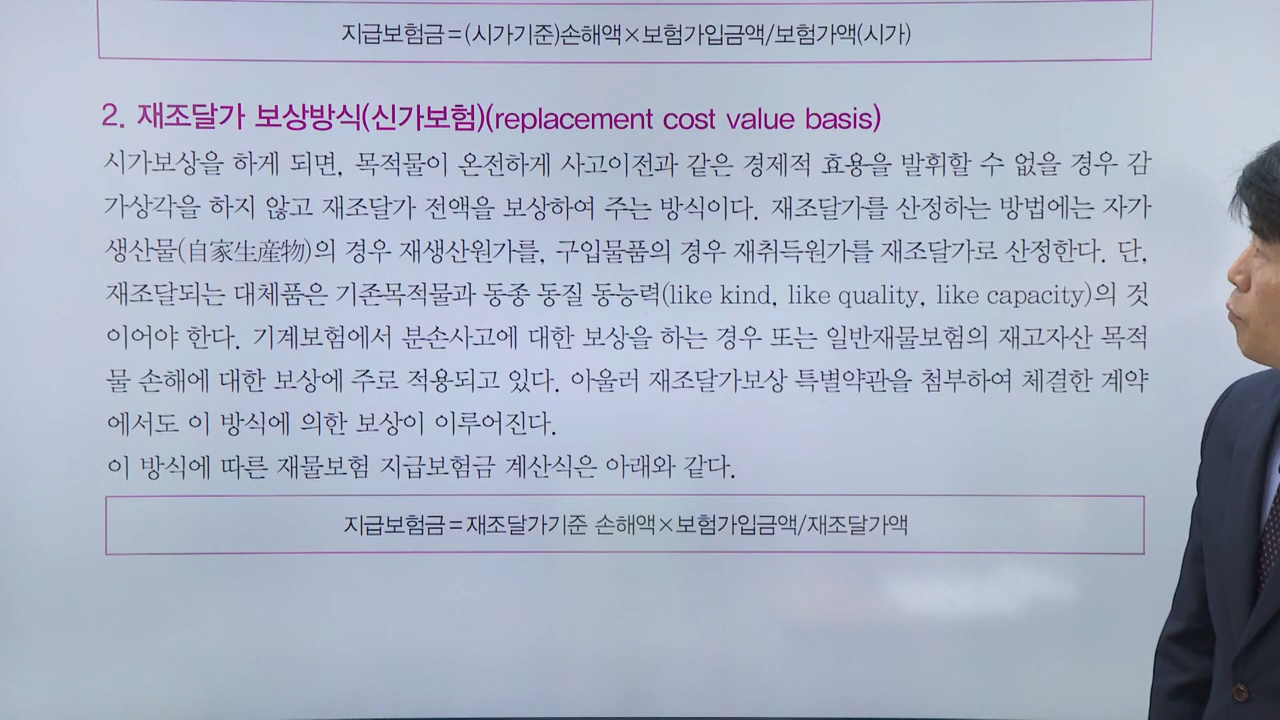 지급보험금=(시가기준)손해액×보험가입금액/보험가액(시가)
2. 재조달가 보상방식(신가보험)(replacement cost value basis)
시가보상을 하게 되면, 목적물이 온전하게 사고이전과 같은 경제적 효용을 발휘할 수 없을 경우 감
가상각을 하지 않고 재조달가 전액을 보상하여 주는 방식이다. 재조달가를 산정하는 방법에는 자가
생산물(自家生産物)의 경우 재생산원가를, 구입물품의 경우 재취득원가를 재조달가로 산정한다. 단,
재조달되는 대체품은 기존목적물과 동종 동질 동능력(like kind, like quality, like capacity)의 것
이어야 한다. 기계보험에서 분손사고에 대한 보상을 하는 경우 또는 일반재물보험의 재고자산 목적
물 손해에 대한 보상에 주로 적용되고 있다. 아울러 재조달가보상 특별약관을 첨부하여 체결한 계약
에서도 이 방식에 의한 보상이 이루어진다.
이 방식에 따른 재물보험 지급보험금 계산식은 아래와 같다.
지급보험금=재조달가기준 손해액×보험가입금액/재조달가액